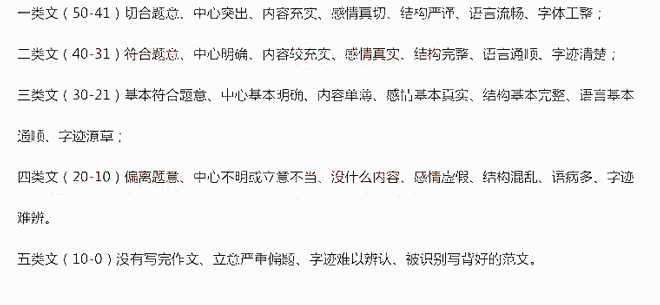 一类文（50-41）切合题意、中心突出、内容充实、感情真切、结构严谨、语言流畅、字体工整；
二类文（40-31）符合题意、中心明确、内容较充实、感情真实、结构完整、语言通顺、字迹清楚；
三类文（30-21）基本符合题意、中心基本明确、内容单薄、感情基本真实、结构基本完整、语言基本
通顺、字迹潦草；
四类文（20-10）偏离题意、中心不明或立意不当、没什么内容、感情虚假、结构混乱、语病多、字迹
难辨。
五类文（10-0）没有写完作文、立意严重偏题、字迹难以辨认、被识别写背好的范文。